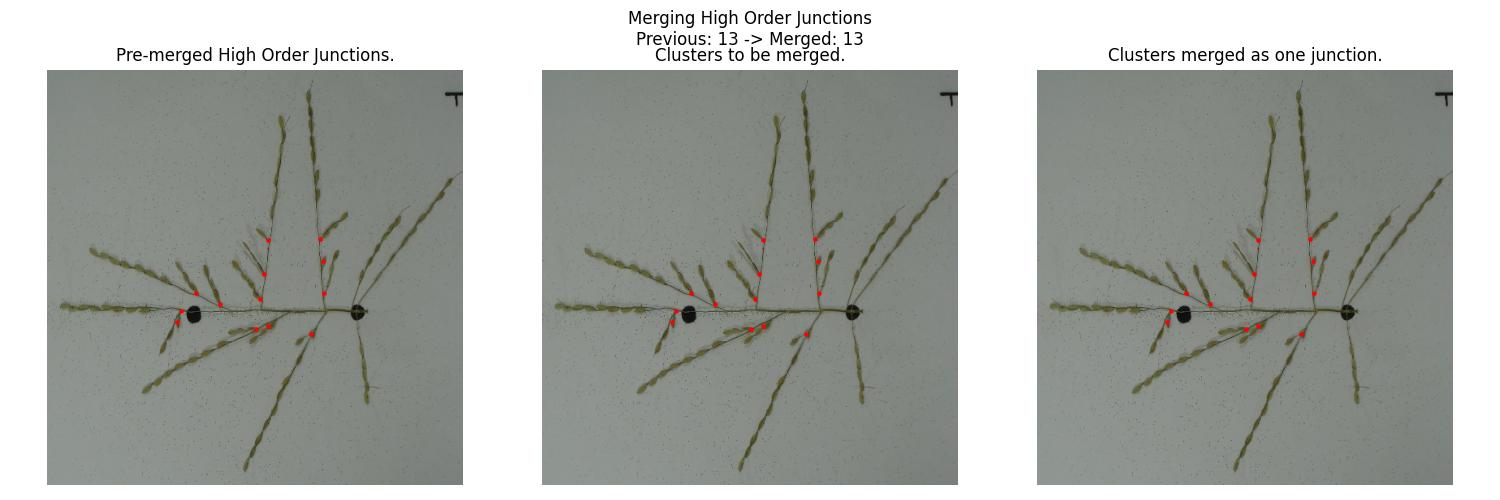 Merging High Order Junctions
Previous: 13 -> Merged: 13
Pre-merged High Order Junctions.
Clusters to be merged.
Clusters merged as one junction.